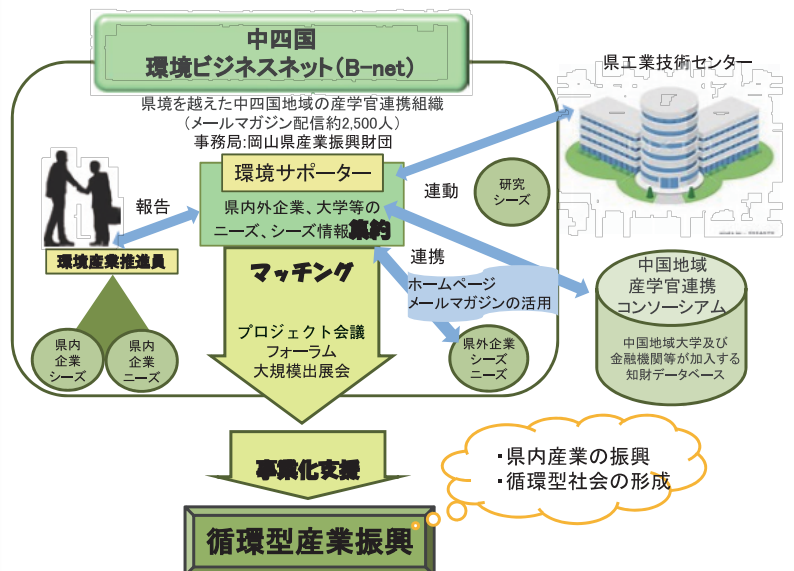 中四国
環境ビジネスネット(B-net)
県境を越えた中四国地域の産学官連携組織
(メールマガジン配信約2,500人)
事務局:岡山県産業振興財団
県工業技術センター
環境サポーター
県内外企業、大学等の
ニーズ、シーズ情報集約
報告
環境産業推進員
連動
研究
シーズ
連携
ホームページ
メールマガジンの活用
中国地域
産学官連携
コンソーシアム
中国地域大学及び
金融機関等が加入する
知財データベース
マッチング
プロジェクト会議
フォーラム
大規模出展会
県内
企業
シーズ
県内
企業
ニーズ
県外企業
シーズ
ニーズ
事業化支援
・県内産業の振興
・循環型社会の形成
循環型産業振興